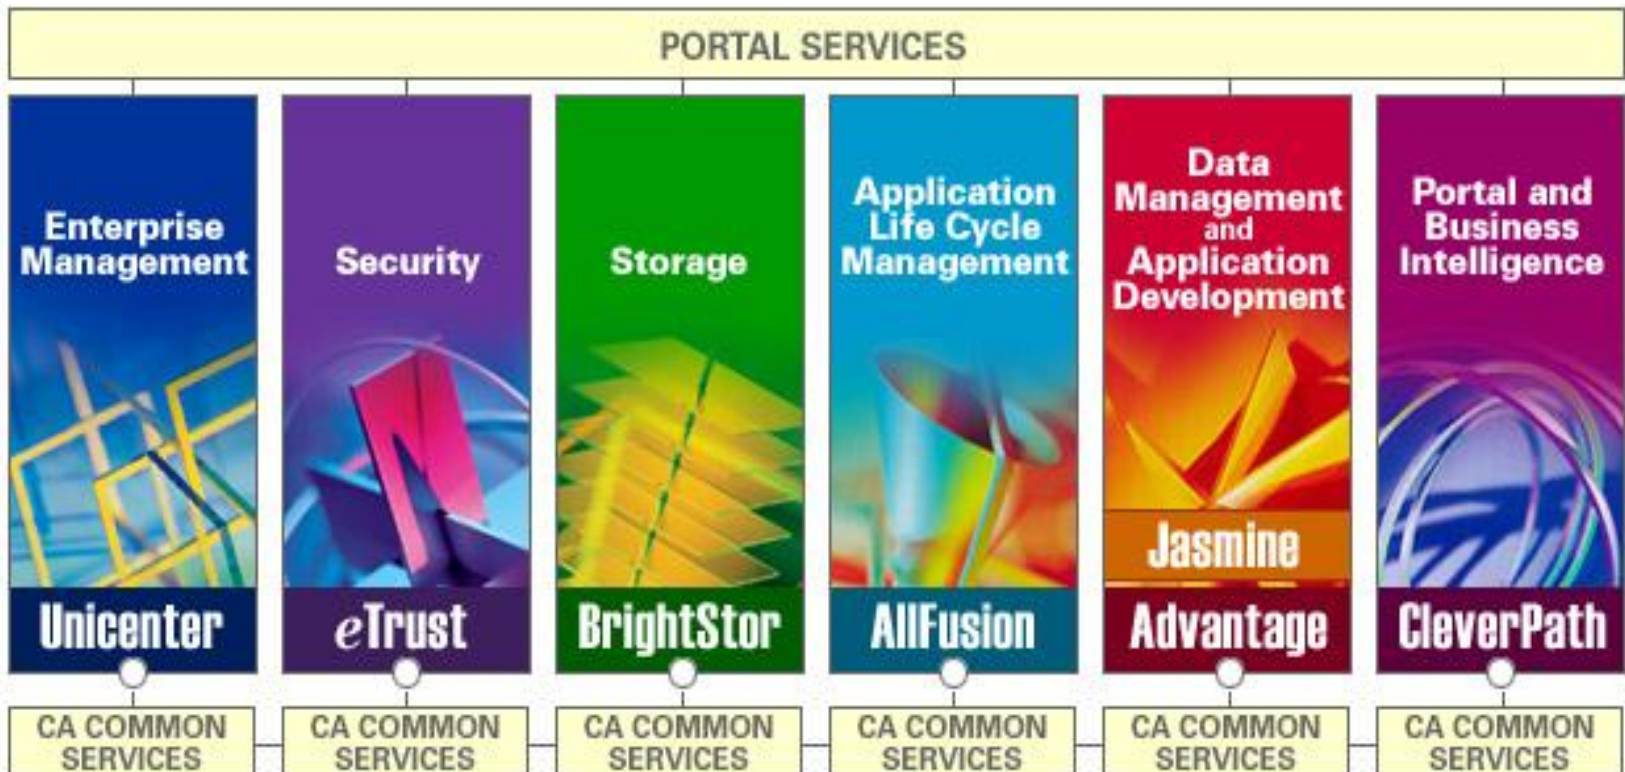 PORTAL SERVICES
Enterprise
Management
Unicenter
Security
eTrust
Storage
BrightStor
Application
Life Cycle
Management
AllFusion
Data
Management
and
Application
Development
Jasmine
Advantage
Portal and
Business
Intelligence
CleverPath
CA COMMON
SERVICES
CA COMMON
SERVICES
CA COMMON
SERVICES
CA COMMON
SERVICES
CA COMMON
SERVICES
CA COMMON
SERVICES